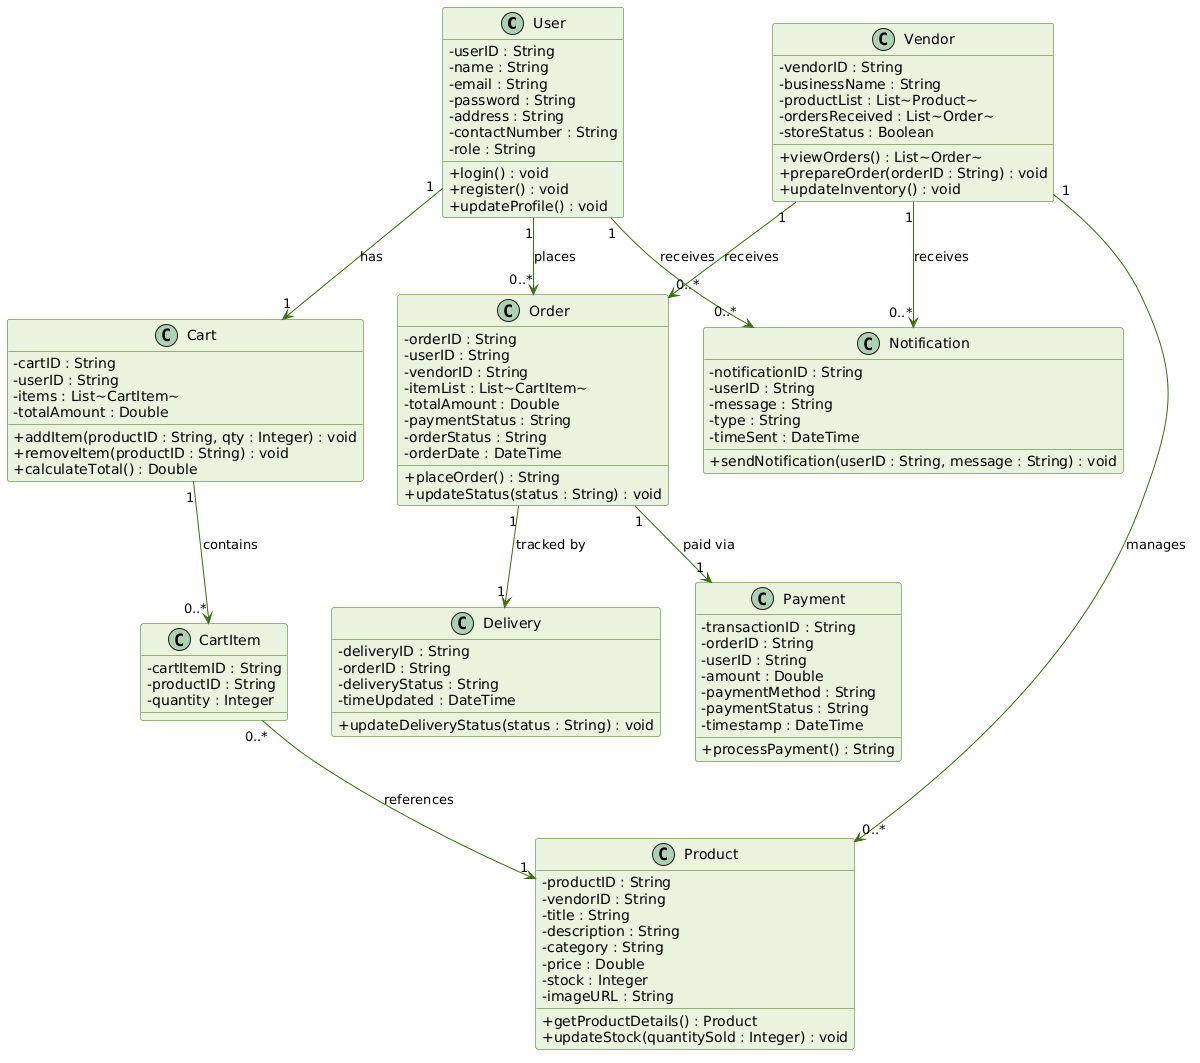 C User
-userID : String
-name : String
-email : String
-password : String
-address : String
-contactNumber : String
-role : String
+login() : void
+register() : void
+updateProfile() : void
C Vendor
-vendorID : String
-businessName : String
-productList : List~Product~
-ordersReceived : List~Order~
-storeStatus : Boolean
+viewOrders() : List~Order~
+prepareOrder(orderID : String) : void
+updateInventory() : void
1
has
1
1
places
0..*
1
receives
0..*
1
receives
0..*
1
receives
0..*
1
manages
0..*
C Cart
-cartID : String
-userID : String
-items : List~CartItem~
-totalAmount : Double
+addItem(productID : String, qty : Integer) : void
+removeItem(productID : String) : void
+calculateTotal() : Double
C Order
-orderID : String
-userID : String
-vendorID : String
-itemList : List~CartItem~
-totalAmount : Double
-paymentStatus : String
-orderStatus : String
-orderDate : DateTime
+placeOrder() : String
+updateStatus(status : String) : void
C Notification
-notificationID : String
-userID : String
-message : String
-type : String
-timeSent : DateTime
+sendNotification(userID : String, message : String) : void
1
contains
0..*
1
tracked by
1
1
paid via
1
C CartItem
-cartItemID : String
-productID : String
-quantity : Integer
C Delivery
-deliveryID : String
-orderID : String
-deliveryStatus : String
-timeUpdated : DateTime
+updateDeliveryStatus(status : String) : void
C Payment
-transactionID : String
-orderID : String
-userID : String
-amount : Double
-paymentMethod : String
-paymentStatus : String
-timestamp : DateTime
+processPayment() : String
0..*
references
1
C Product
-productID : String
-vendorID : String
-title : String
-description : String
-category : String
-price : Double
-stock : Integer
-imageURL : String
+getProductDetails() : Product
+updateStock(quantitySold : Integer) : void